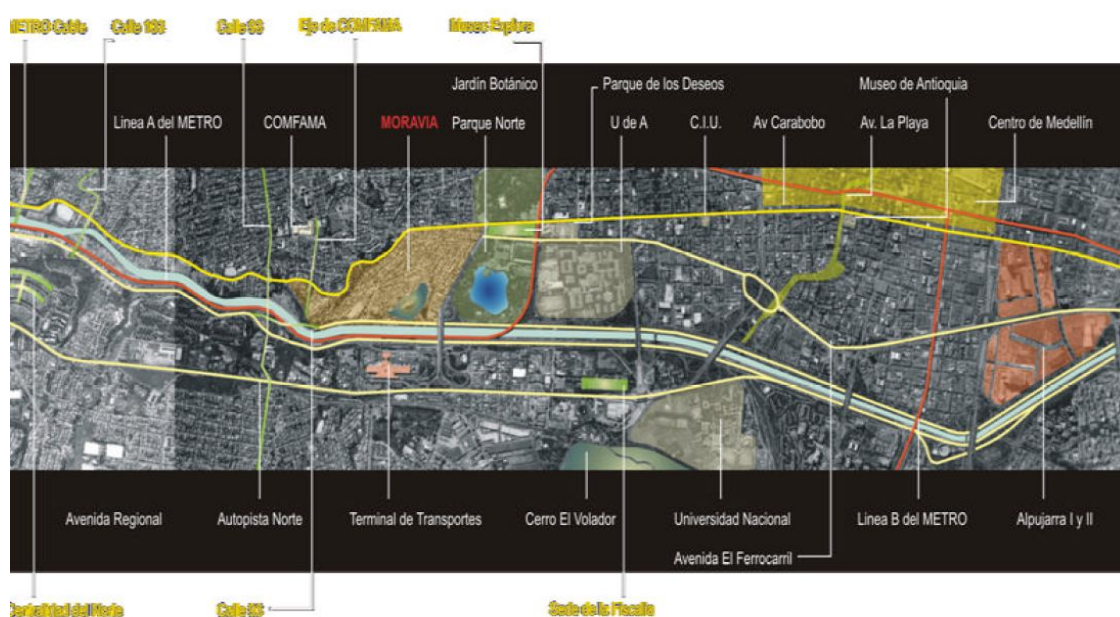 METRO Cable Calle 103 Calle 93 Eje de COMFAMA Museo Explora
Jardín Botánico Parque de los Deseos Museo de Antioquia
Linea A del METRO COMFAMA MORAVIA Parque Norte U de A C.I.U. Av Carabobo Av. La Playa Centro de Medellín
Avenida Regional Autopista Norte Terminal de Transportes Cerro El Volador Universidad Nacional Linea B del METRO Alpujarra I y II
Avenida El Ferrocarril
Centralidad del Norte Sede de la Fiscalía